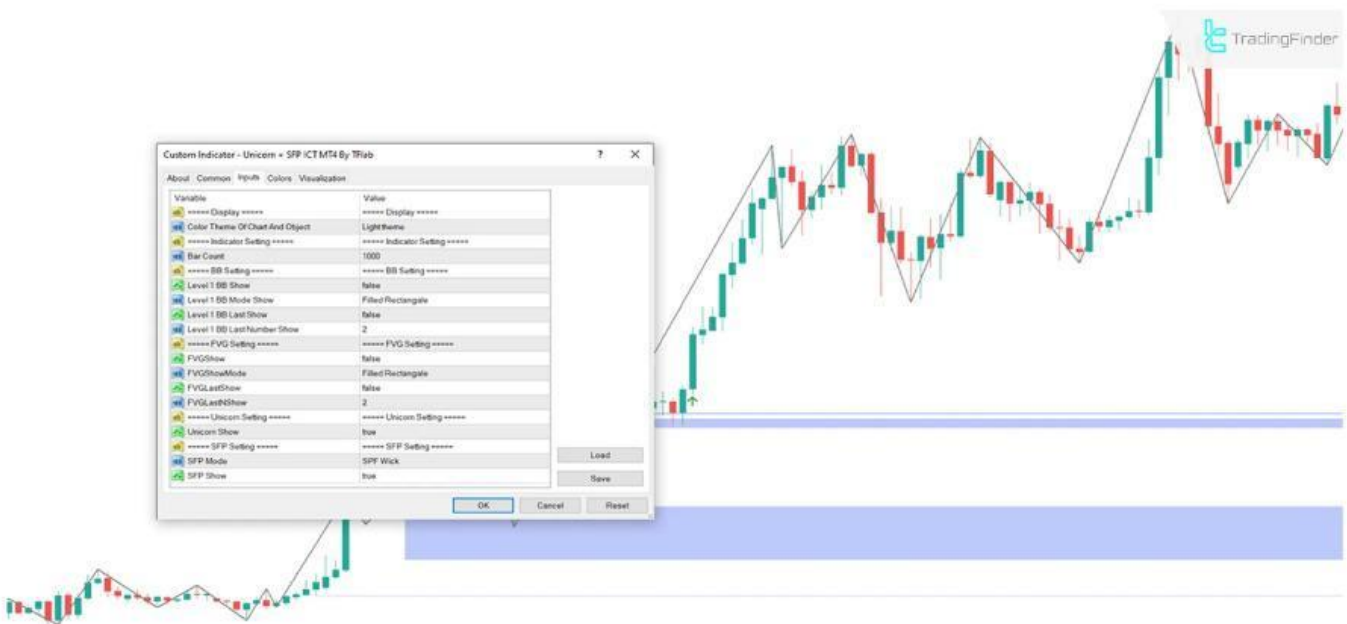 TradingFinder
Custom Indicator - Unicorn + SFP ICT MT4 By TFlab ? X
About Common Inputs Colors Visualization
Variable Value
===== Display ===== ===== Display =====
Color Theme Of Chart And Object Light theme
===== Indicator Setting ===== ===== Indicator Setting =====
Bar Count 1000
===== BB Setting ===== ===== BB Setting =====
Level 1 BB Show false
Level 1 BB Mode Show Filled Rectangale
Level 1 BB Last Show false
Level 1 BB Last Number Show 2
===== FVG Setting ===== ===== FVG Setting =====
FVGShow false
FVGShowMode Filled Rectangale
FVGLastShow false
FVGLastNShow 2
===== Unicorn Setting ===== ===== Unicorn Setting =====
Unicorn Show true
===== SFP Setting ===== ===== SFP Setting =====
SFP Mode SPF Wick
SFP Show true
Load
Save
OK Cancel Reset